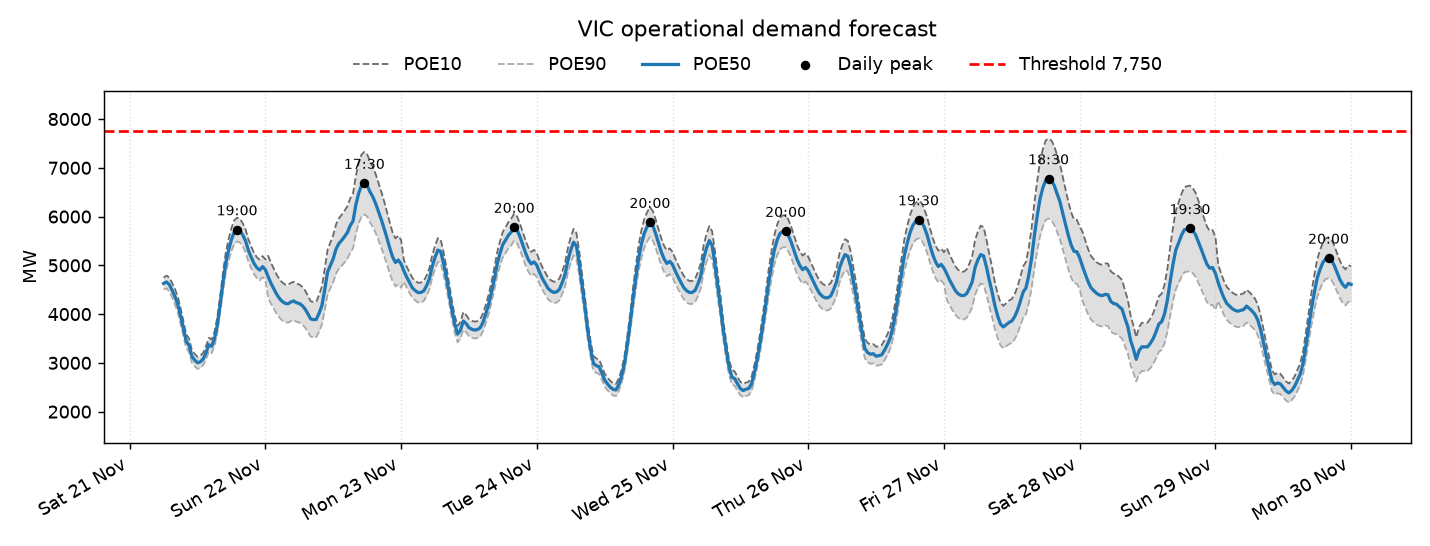 VIC operational demand forecast
POE10 POE90 POE50 Daily peak Threshold 7,750
MW
8000
7000
6000
5000
4000
3000
2000
19:00
17:30
20:00
20:00
20:00
19:30
18:30
19:30
20:00
Sat 21 Nov
Sun 22 Nov
Mon 23 Nov
Tue 24 Nov
Wed 25 Nov
Thu 26 Nov
Fri 27 Nov
Sat 28 Nov
Sun 29 Nov
Mon 30 Nov